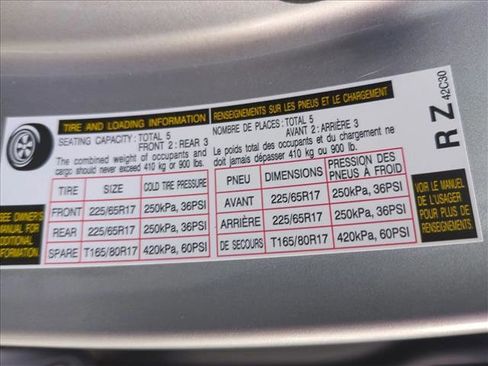 TIRE AND LOADING INFORMATION
SEATING CAPACITY: TOTAL 5
FRONT 2: REAR 3
The combined weight of occupants and
cargo should never exceed 410 kg or 900 lbs.
TIRE SIZE COLD TIRE PRESSURE
FRONT 225/65R17 250kPa, 36PSI
REAR 225/65R17 250kPa, 36PSI
SPARE T165/80R17 420kPa, 60PSI
SEE OWNER'S
MANUAL FOR
ADDITIONAL
INFORMATION
RENSEIGNEMENTS SUR LES PNEUS ET LE CHARGEMENT
NOMBRE DE PLACES: TOTAL 5
AVANT 2: ARRIÈRE 3
Le poids total des occupants et du chargement ne
doit jamais dépasser 410 kg ou 900 lb.
PNEU DIMENSIONS PRESSION DES
PNEUS À FROID
AVANT 225/65R17 250kPa, 36PSI
ARRIÈRE 225/65R17 250kPa, 36PSI
DE SECOURS T165/80R17 420kPa, 60PSI
VOIR LE MANUEL
DE L'USAGER
POUR PLUS DE
RENSEIGNEMENTS.
R Z 42C30